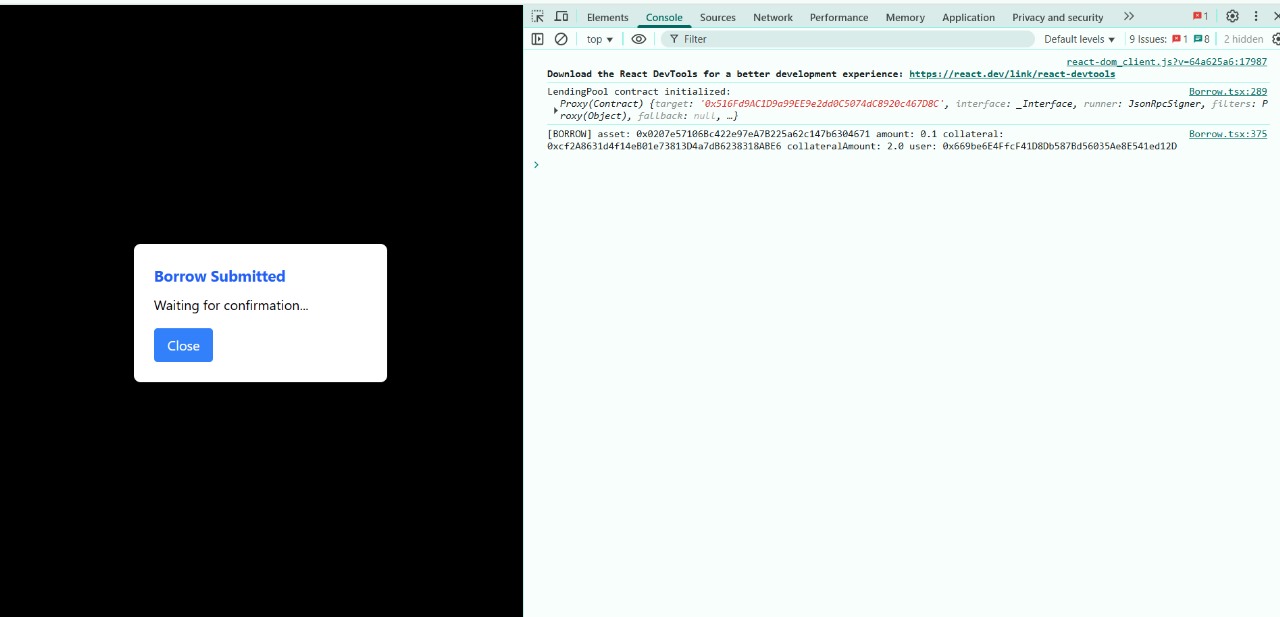 Elements Console Sources Network Performance Memory Application Privacy and security 1
top Filter Default levels 9 Issues: 1 8 2 hidden
react-dom_client.js?v=64a625a6:17987
Download the React DevTools for a better development experience: https://react.dev/link/react-devtools
LendingPool contract initialized: Borrow.tsx:289
Proxy(Contract) {target: '0x516Fd9AC1D9a99EE9e2dd0C5074dC8920c467D8C', interface: _Interface, runner: JsonRpcSigner, filters: P
roxy(Object), fallback: null, …}
[BORROW] asset: 0x0207e57106Bc422e97eA7B225a62c147b6304671 amount: 0.1 collateral: Borrow.tsx:375
0xcf2A8631d4f14eB01e73813D4a7dB6238318ABE6 collateralAmount: 2.0 user: 0x669be6E4FfcF41D8Db587Bd56035Ae8E541ed12D
Borrow Submitted
Waiting for confirmation...
Close